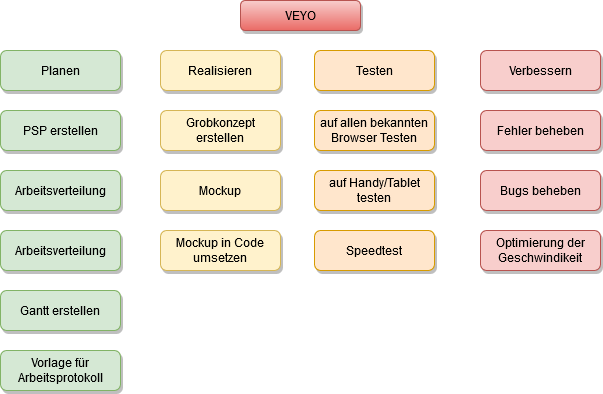 VEYO
Planen
Realisieren
Testen
Verbessern
PSP erstellen
Grobkonzept
erstellen
auf allen bekannten
Browser Testen
Fehler beheben
Arbeitsverteilung
Mockup
auf Handy/Tablet
testen
Bugs beheben
Arbeitsverteilung
Mockup in Code
umsetzen
Speedtest
Optimierung der
Geschwindikeit
Gantt erstellen
Vorlage für
Arbeitsprotokoll